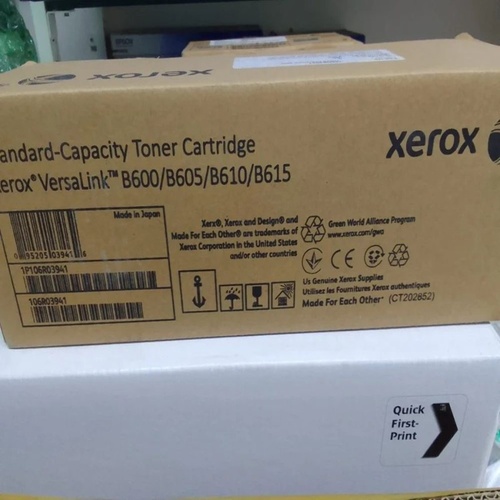 xerox
xerox
andard-Capacity Toner Cartridge
erox® VersaLink™ B600/B605/B610/B615
Made in Japan
1P106R03941
106R03941
Xerox®, Xerox and Design® and
Made For Each Other® are trademarks of
Xerox Corporation in the United States
and/or other countries
Green World Alliance Program
www.xerox.com/gwa
CE
Us Genuine Xerox Supplies
Utilisez les Fournitures Xerox authentiques
Made For Each Other® (CT202852)
Quick
First-
Print